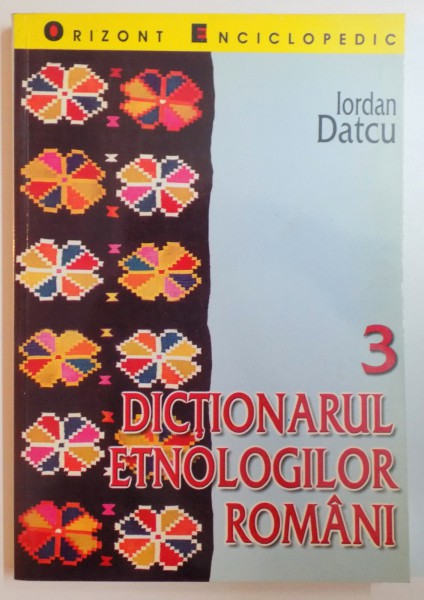 ORIZONT ENCICLOPEDIC
Iordan
Datcu
3
DICȚIONARUL
ETNOLOGILOR
ROMÂNI